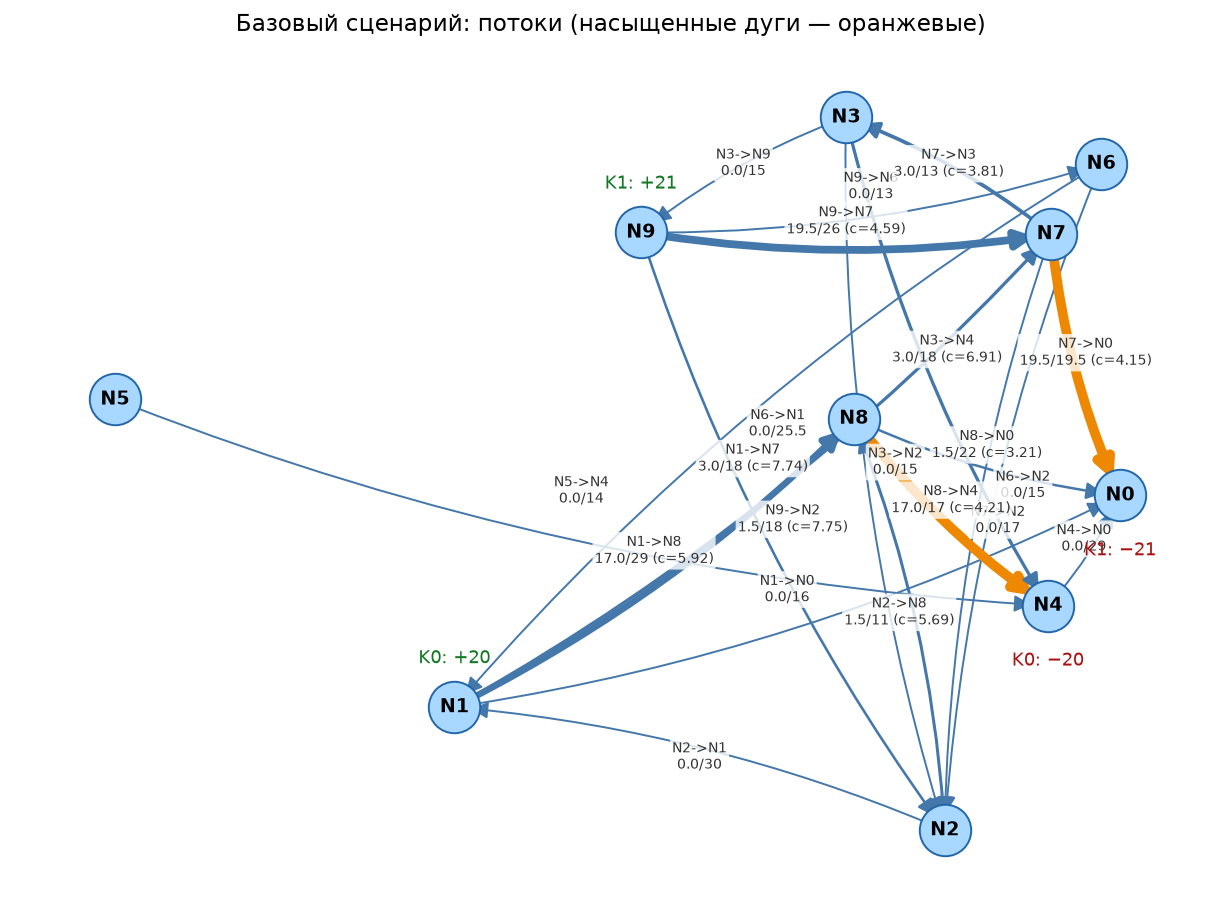 Базовый сценарий: потоки (насыщенные дуги — оранжевые)
N3
N7->N3
3.0/13 (c=3.81)
N3->N9
0.0/15
N6
K1: +21
0.0/13
N9->N7
19.5/26 (c=4.59)
N9
N7
N3->N4
3.0/18 (c=6.91)
N7->N0
19.5/19.5 (c=4.15)
N5
N8
N6->N1
0.0/25.5
N1->N7
3.0/18 (c=7.74)
N8->N0
1.5/22 (c=3.21)
N3->N2
0.0/15
N6->N2
0.0/15
N5->N4
0.0/14
N8->N4
17.0/17 (c=4.21)
N0
N9->N2
1.5/18 (c=7.75)
0.0/17
N4->N0
K1: −21
N1->N8
17.0/29 (c=5.92)
N1->N0
0.0/16
N2->N8
1.5/11 (c=5.69)
N4
K0: +20
K0: −20
N1
N2->N1
0.0/30
N2